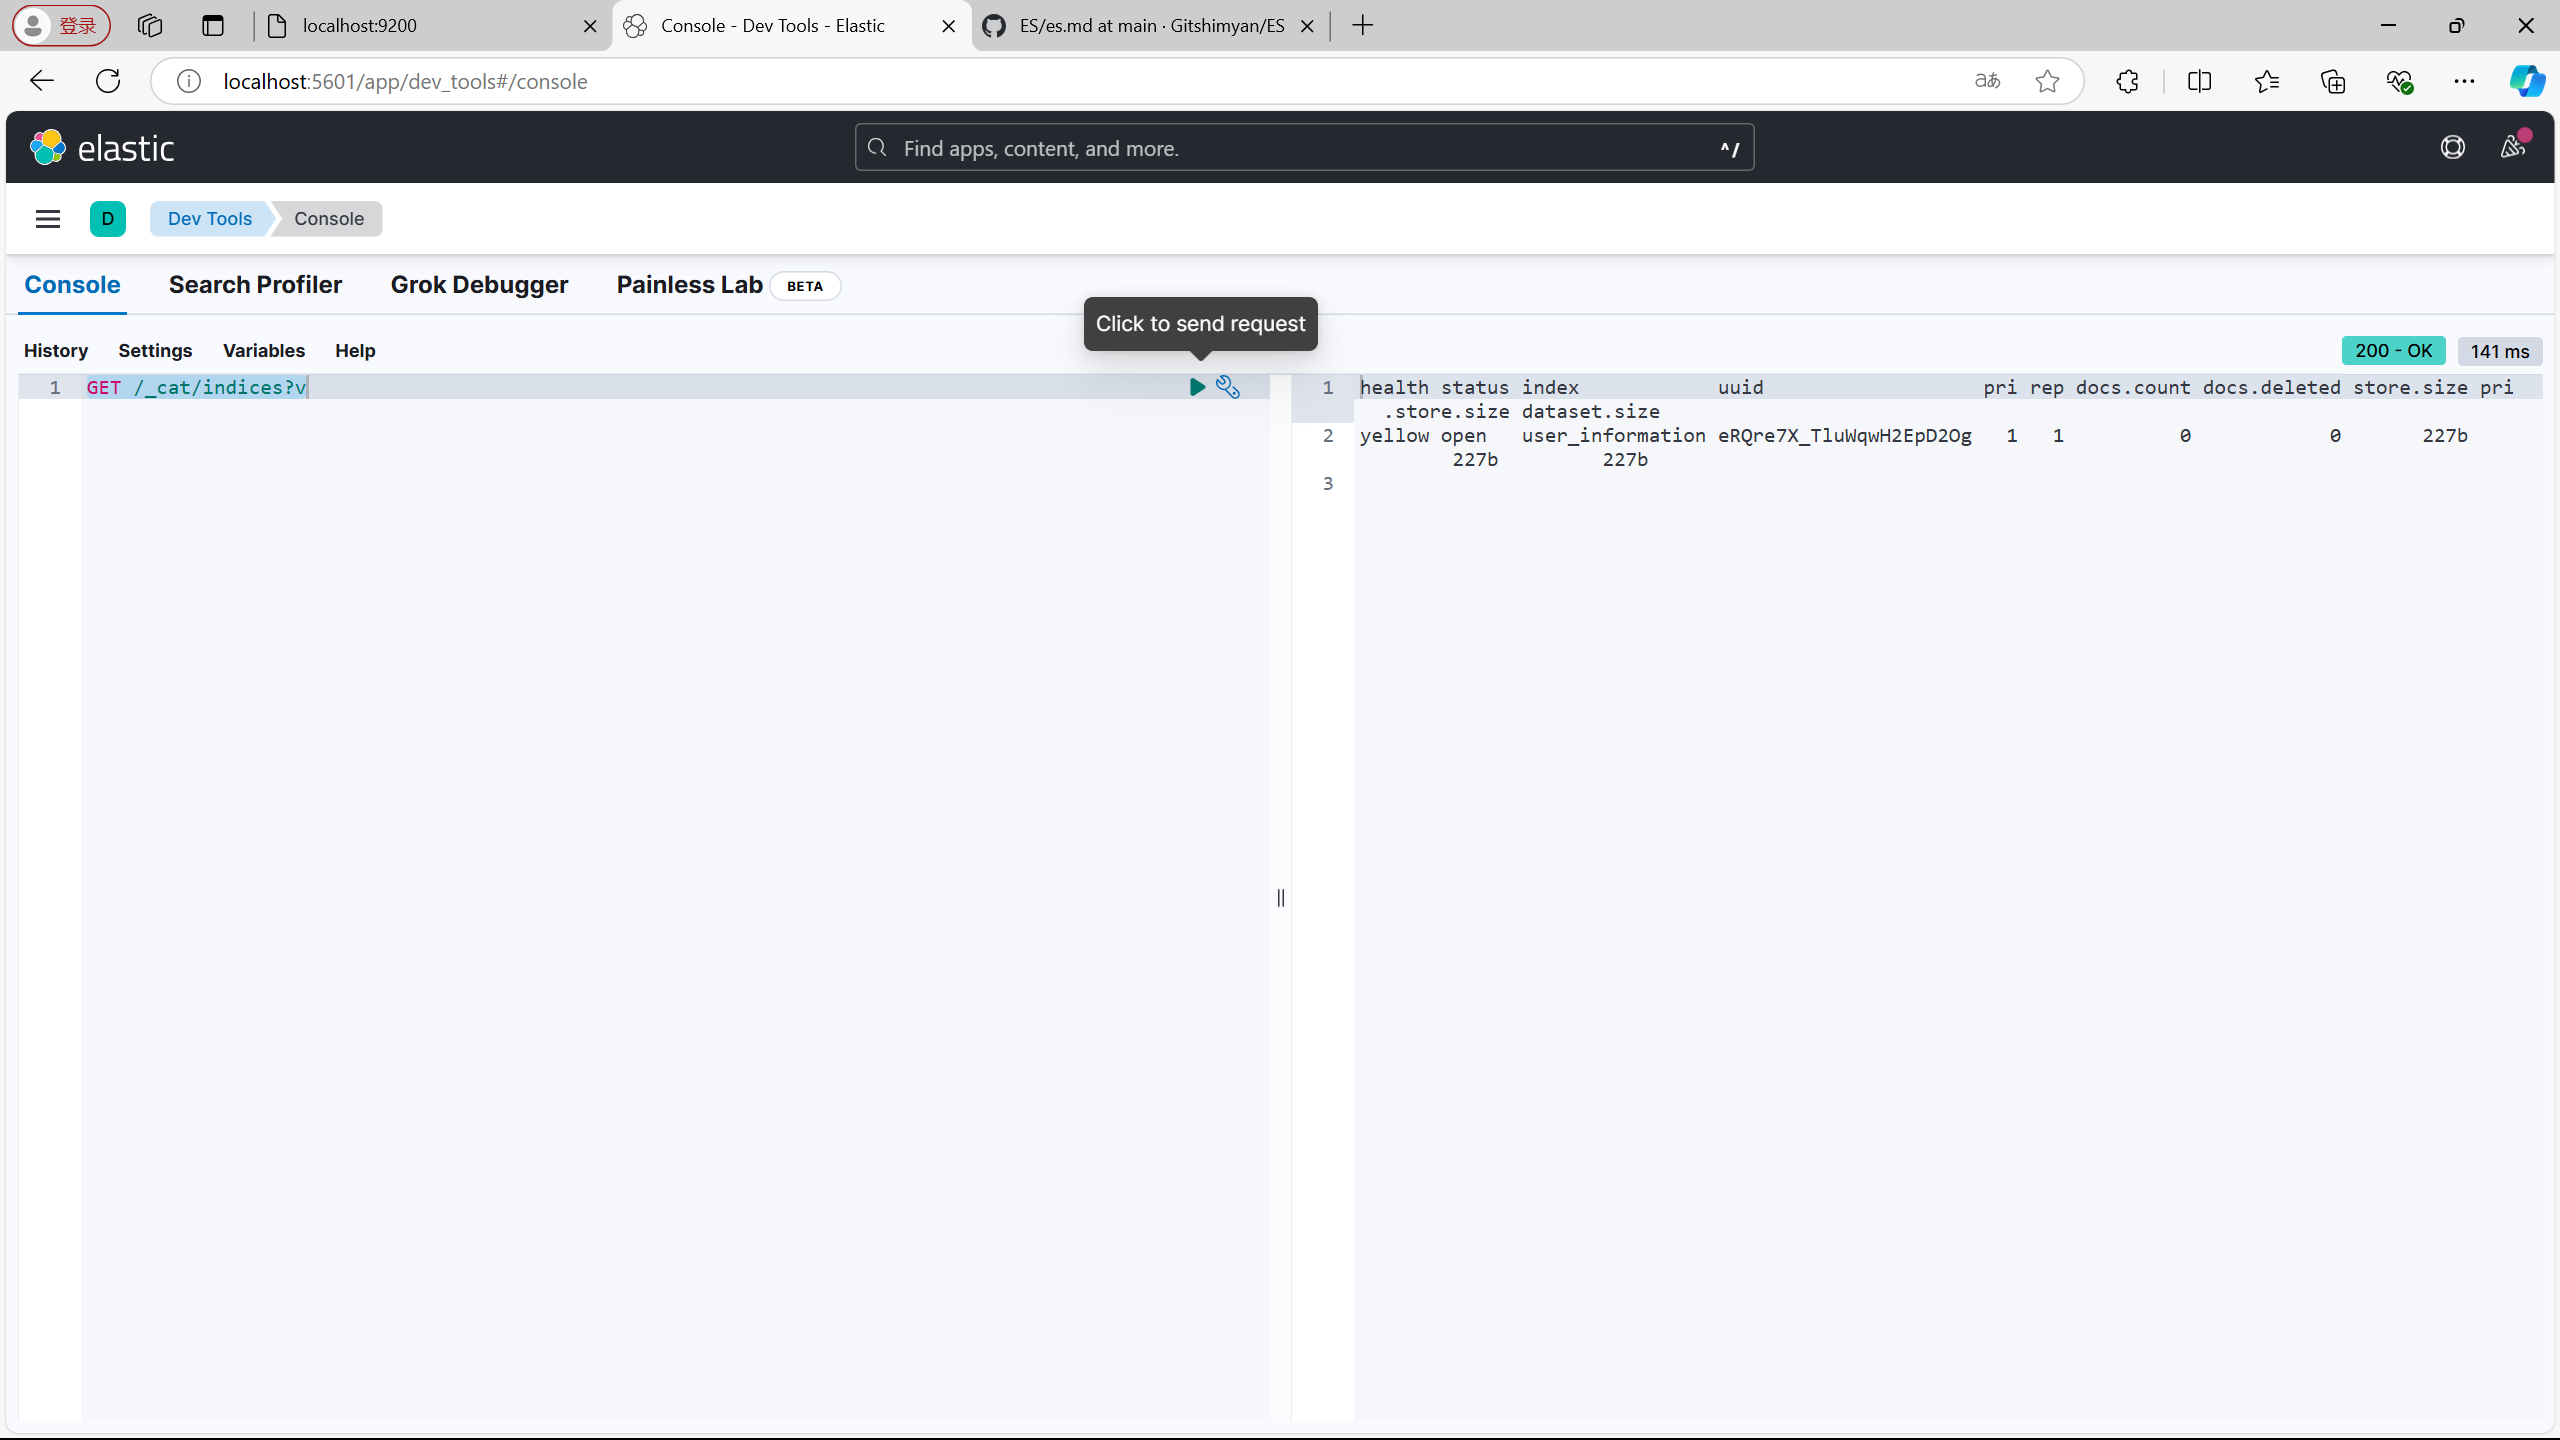 登录
localhost:9200
Console - Dev Tools - Elastic
ES/es.md at main · Gitshimyan/ES
localhost:5601/app/dev_tools#/console
aあ
elastic
Find apps, content, and more.
^/
D
Dev Tools
Console
Console
Search Profiler
Grok Debugger
Painless Lab
BETA
Click to send request
History
Settings
Variables
Help
200 - OK
141 ms
1 GET /_cat/indices?v
1 health status index uuid pri rep docs.count docs.deleted store.size pri
.store.size dataset.size
2 yellow open user_information eRQre7X_TluWqwH2EpD2Og 1 1 0 0 227b
227b 227b
3